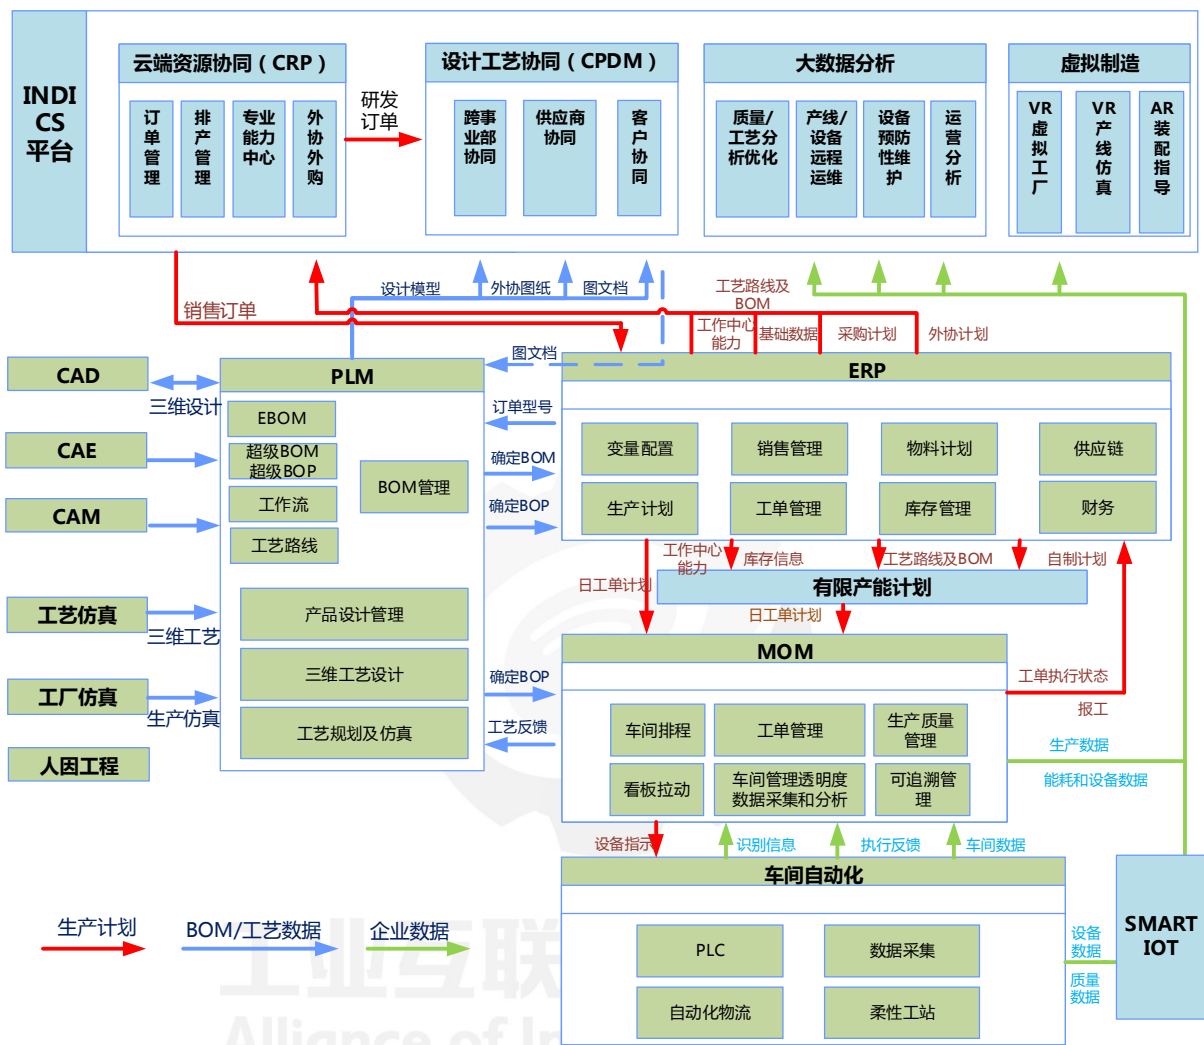 INDI
CS
平台
云端资源协同（CRP）
订单管理
排产管理
专业
能力
中心
外协外购
研发
订单
设计工艺协同（CPDM）
跨事
业部
协同
供应商
协同
客户协同
大数据分析
质量/
工艺分
析优化
产线/
设备
远程
运维
设备
预防
性维
护
运营分析
虚拟制造
VR
虚拟工厂
VR
产线仿真
AR
装配指导
销售订单
设计模型
外协图纸
图文档
工艺路线及
BOM
工作中心
能力
基础数据
采购计划
外协计划
图文档
CAD
三维设计
CAE
CAM
工艺仿真
三维工艺
工厂仿真
生产仿真
人因工程
PLM
EBOM
超级BOM
超级BOP
工作流
工艺路线
BOM管理
产品设计管理
三维工艺设计
工艺规划及仿真
订单型号
确定BOM
确定BOP
确定BOP
工艺反馈
ERP
变量配置
销售管理
物料计划
供应链
生产计划
工单管理
库存管理
财务
日工单计划
工作中心
能力
库存信息
工艺路线及BOM
自制计划
有限产能计划
日工单计划
MOM
车间排程
工单管理
生产质量
管理
看板拉动
车间管理透明度
数据采集和分析
可追溯管
理
工单执行状态
报工
生产数据
能耗和设备数据
设备指示
识别信息
执行反馈
车间数据
车间自动化
PLC
数据采集
自动化物流
柔性工站
设备
数据
质量
数据
SMART
IOT
生产计划
BOM/工艺数据
企业数据
工业互联
Alliance of In